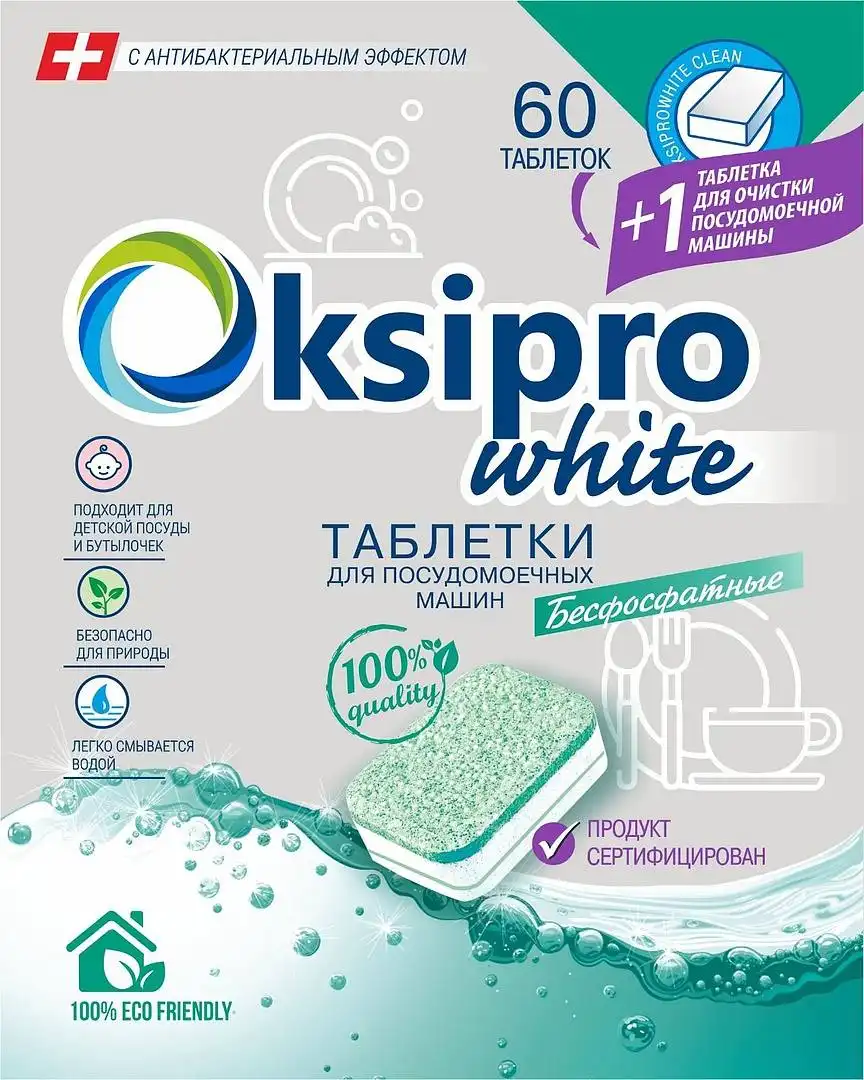 С АНТИБАКТЕРИАЛЬНЫМ ЭФФЕКТОМ
60
ТАБЛЕТОК
OKSIPROWHITE CLEAN
+1
ТАБЛЕТКА
ДЛЯ ОЧИСТКИ
ПОСУДОМОЕЧНОЙ
МАШИНЫ
Oksipro
white
ПОДХОДИТ ДЛЯ
ДЕТСКОЙ ПОСУДЫ
И БУТЫЛОЧЕК
БЕЗОПАСНО
ДЛЯ ПРИРОДЫ
ЛЕГКО СМЫВАЕТСЯ
ВОДОЙ
ТАБЛЕТКИ
ДЛЯ ПОСУДОМОЕЧНЫХ
МАШИН
Бесфосфатные
100%
quality
ПРОДУКТ
СЕРТИФИЦИРОВАН
100% ECO FRIENDLY